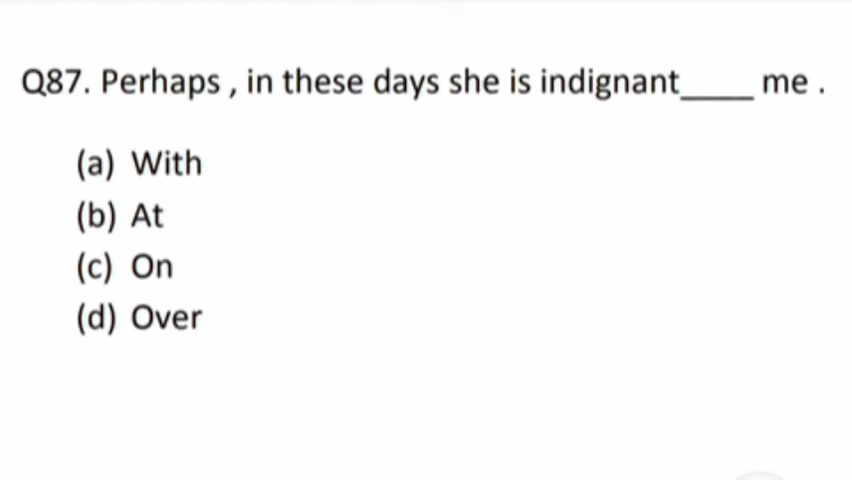 Q87. Perhaps , in these days she is indignant____ me .
(a) With
(b) At
(c) On
(d) Over